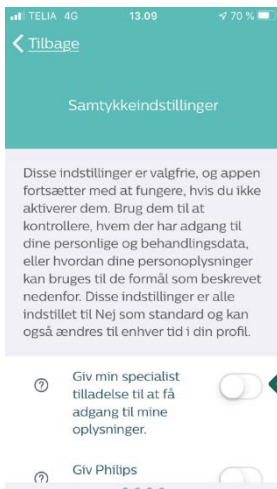 TELIA 4G 13.09 70 %
Tilbage
Samtykkeindstillinger
Disse indstillinger er valgfrie, og appen
fortsætter med at fungere, hvis du ikke
aktiverer dem. Brug dem til at
kontrollere, hvem der har adgang til
dine personlige og behandlingsdata,
eller hvordan dine personoplysninger
kan bruges til de formål som beskrevet
nedenfor. Disse indstillinger er alle
indstillet til Nej som standard og kan
også ændres til enhver tid i din profil.
? Giv min specialist
tilladelse til at få
adgang til mine
oplysninger.
? Giv Philips